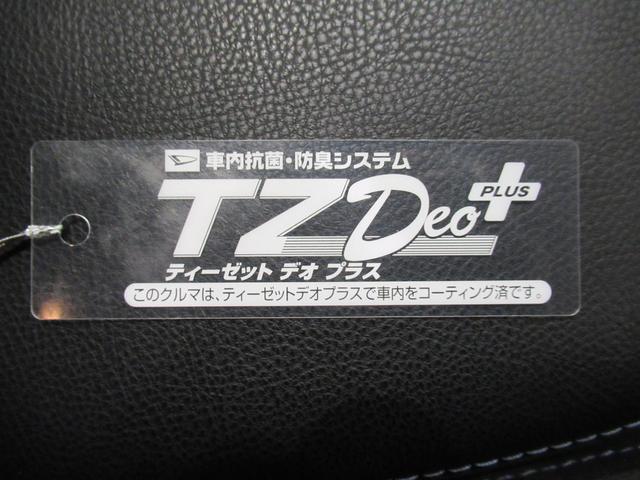 車内抗菌・防臭システム
TZ Deo PLUS
ティーゼット デオ プラス
このクルマは、ティーゼットデオプラスで車内をコーティング済です。